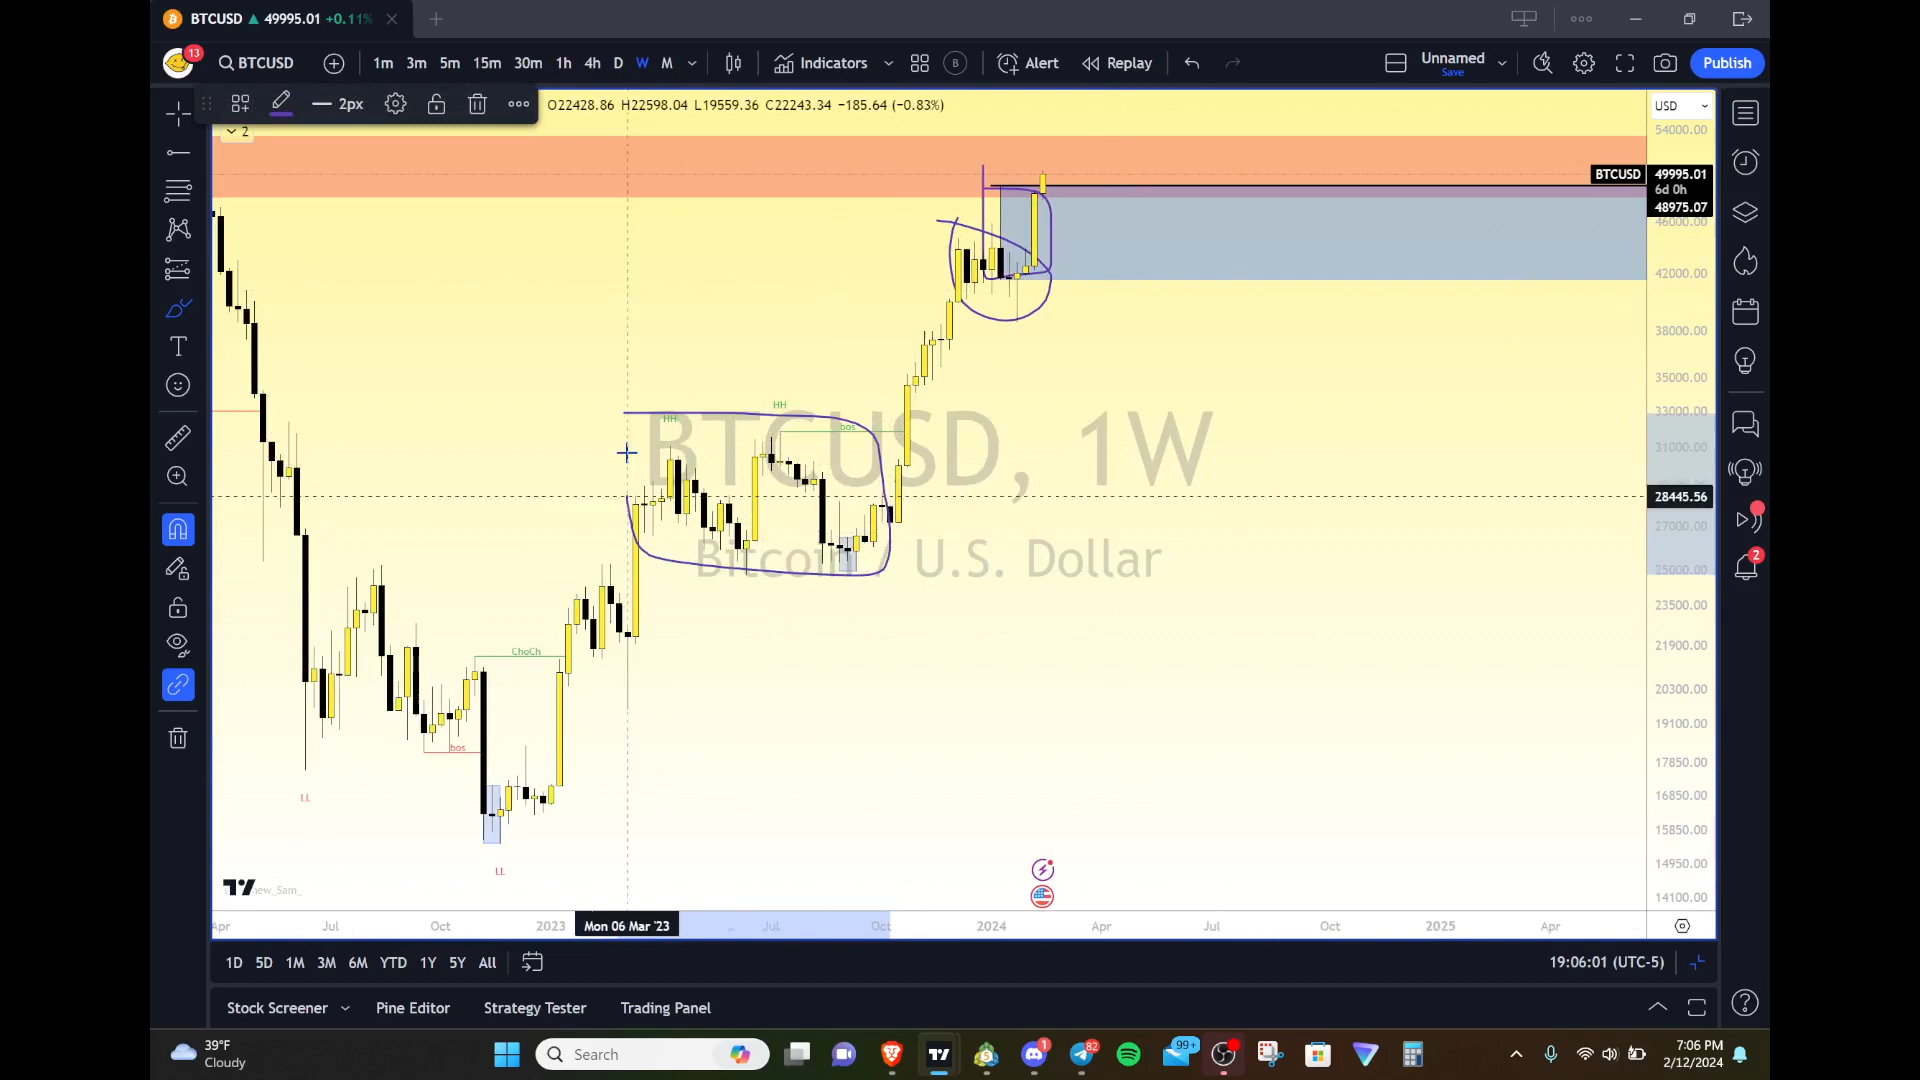 BTCUSD ▲ 49995.01 +0.11%
13
BTCUSD
1m 3m 5m 15m 30m 1h 4h D W M
Indicators
B
Alert
Replay
Unnamed
Save
Publish
2px
O22428.86 H22598.04 L19559.36 C22243.34 −185.64 (−0.83%)
2
USD
54000.00
BTCUSD
49995.01
6d 0h
48975.07
46000.00
42000.00
38000.00
35000.00
33000.00
31000.00
28445.56
27000.00
25000.00
23500.00
21900.00
20300.00
19100.00
17850.00
16850.00
15850.00
14950.00
14100.00
HH
HH
bos
BTCUSD, 1W
Bitcoin / U.S. Dollar
ChoCh
bos
LL
LL
2
Apr Jul Oct 2023 Mon 06 Mar '23 Jul Oct 2024 Apr Jul Oct 2025 Apr
1D 5D 1M 3M 6M YTD 1Y 5Y All
19:06:01 (UTC-5)
Stock Screener
Pine Editor
Strategy Tester
Trading Panel
39°F
Cloudy
Search
1
82
99+
7:06 PM
2/12/2024